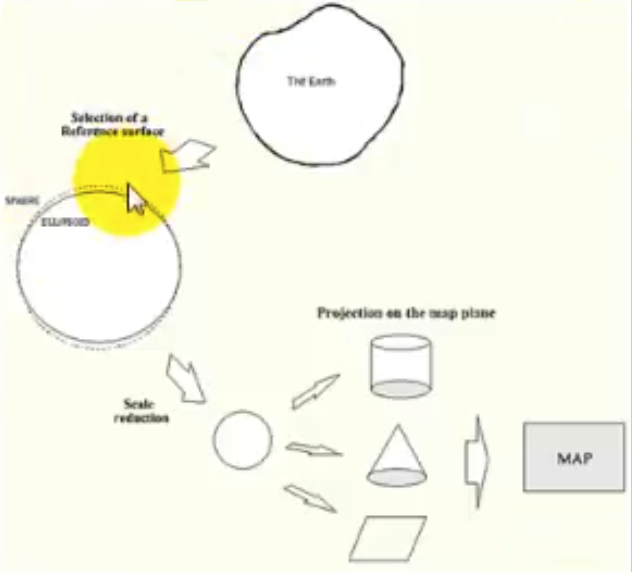 The Earth
Selection of a
Reference surface
SPHERE
ELLIPSOID
Projection on the map plane
Scale
reduction
MAP